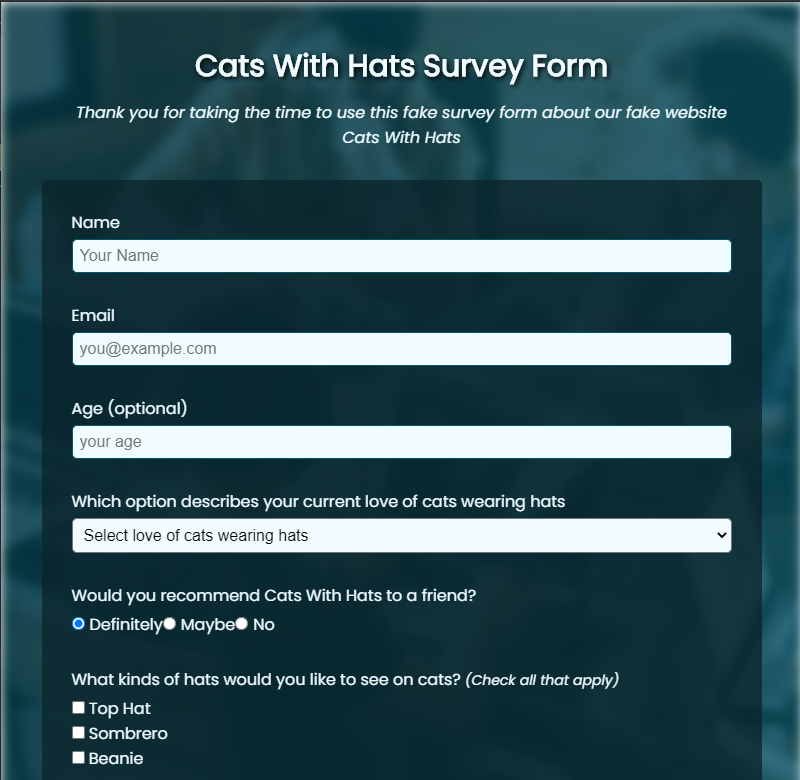 Cats With Hats Survey Form
Thank you for taking the time to use this fake survey form about our fake website
Cats With Hats
Name
Your Name
Email
you@example.com
Age (optional)
your age
Which option describes your current love of cats wearing hats
Select love of cats wearing hats
Would you recommend Cats With Hats to a friend?
Definitely Maybe No
What kinds of hats would you like to see on cats? (Check all that apply)
Top Hat
Sombrero
Beanie